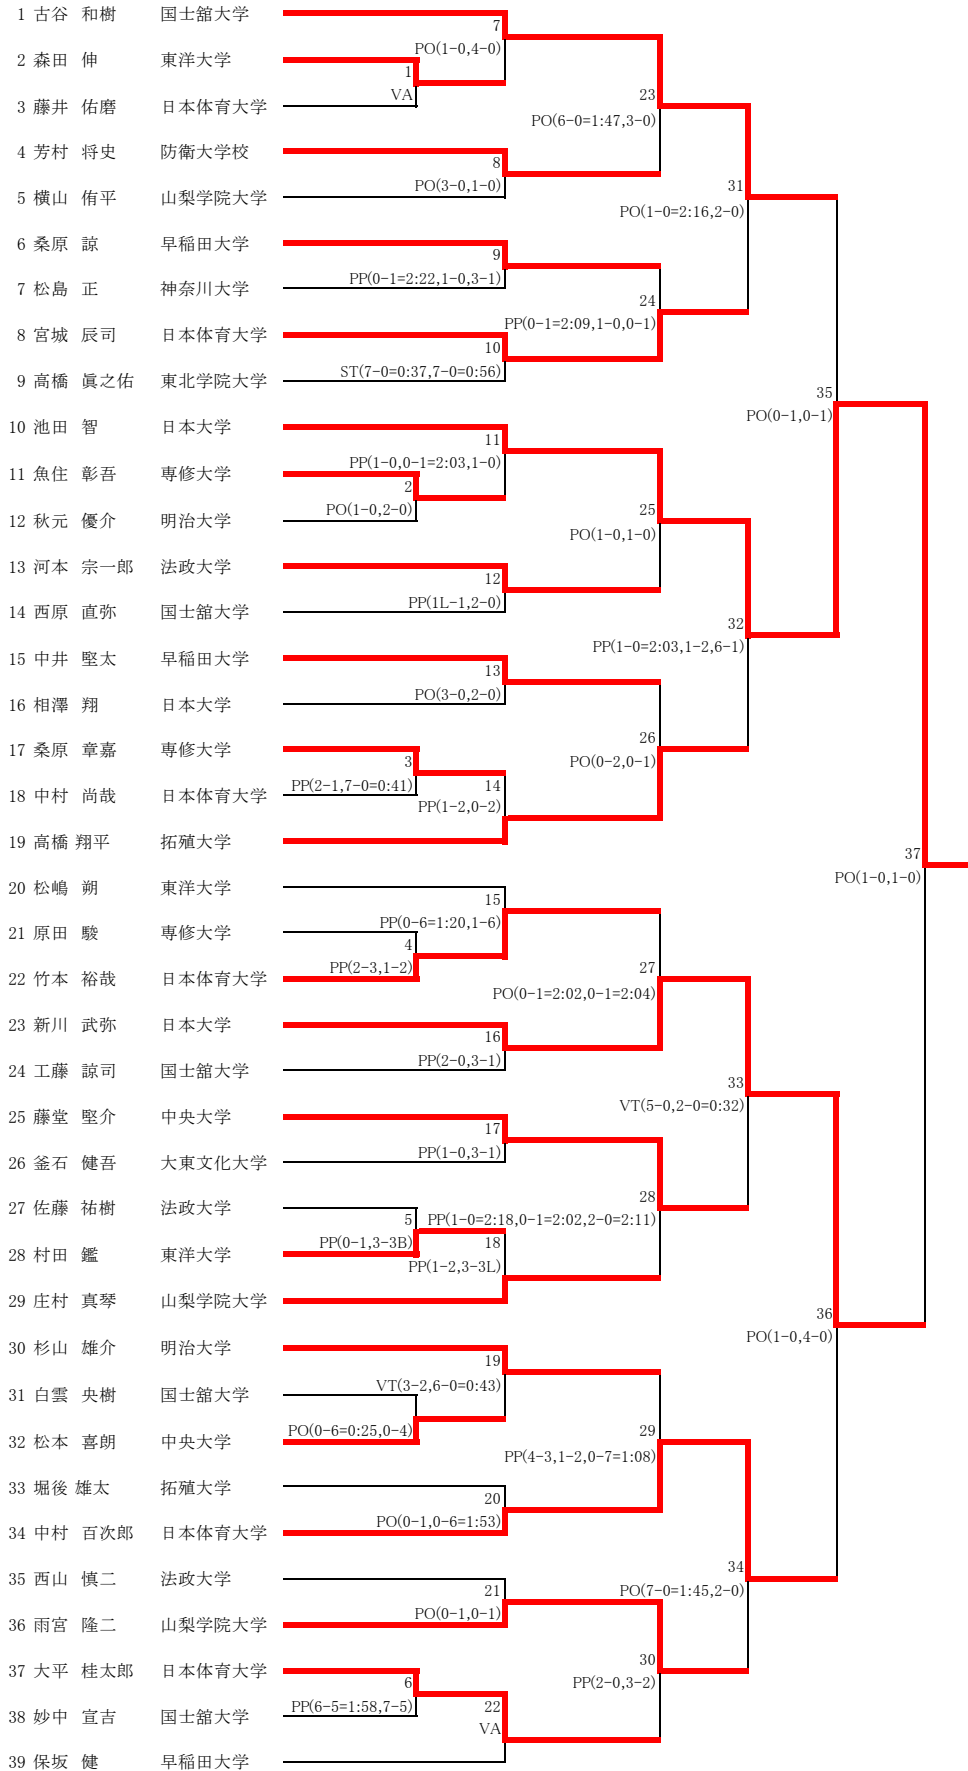 1 古谷 和樹 国士舘大学
7
PO(1-0,4-0)
2 森田 伸 東洋大学
1
VA
23
3 藤井 佑磨 日本体育大学
PO(6-0=1:47,3-0)
4 芳村 将史 防衛大学校
8
PO(3-0,1-0)
31
5 横山 侑平 山梨学院大学
PO(1-0=2:16,2-0)
6 桑原 諒 早稲田大学
9
PP(0-1=2:22,1-0,3-1)
7 松島 正 神奈川大学
24
PP(0-1=2:09,1-0,0-1)
8 宮城 辰司 日本体育大学
10
ST(7-0=0:37,7-0=0:56)
9 高橋 眞之佑 東北学院大学
35
PO(0-1,0-1)
10 池田 智 日本大学
11
PP(1-0,0-1=2:03,1-0)
11 魚住 彰吾 専修大学
2
PO(1-0,2-0)
25
12 秋元 優介 明治大学
PO(1-0,1-0)
13 河本 宗一郎 法政大学
12
PP(1L-1,2-0)
14 西原 直弥 国士舘大学
32
PP(1-0=2:03,1-2,6-1)
15 中井 堅太 早稲田大学
13
PO(3-0,2-0)
16 相澤 翔 日本大学
26
17 桑原 章嘉 専修大学
PO(0-2,0-1)
3
PP(2-1,7-0=0:41)
14
18 中村 尚哉 日本体育大学
PP(1-2,0-2)
19 高橋 翔平 拓殖大学
37
PO(1-0,1-0)
20 松嶋 朔 東洋大学
15
PP(0-6=1:20,1-6)
21 原田 駿 専修大学
4
PP(2-3,1-2)
27
22 竹本 裕哉 日本体育大学
PO(0-1=2:02,0-1=2:04)
23 新川 武弥 日本大学
16
PP(2-0,3-1)
24 工藤 諒司 国士舘大学
33
VT(5-0,2-0=0:32)
25 藤堂 堅介 中央大学
17
PP(1-0,3-1)
26 釜石 健吾 大東文化大学
28
27 佐藤 祐樹 法政大学
5
PP(1-0=2:18,0-1=2:02,2-0=2:11)
PP(0-1,3-3B)
18
28 村田 鑑 東洋大学
PP(1-2,3-3L)
29 庄村 真琴 山梨学院大学
36
PO(1-0,4-0)
30 杉山 雄介 明治大学
19
VT(3-2,6-0=0:43)
31 白雲 央樹 国士舘大学
PO(0-6=0:25,0-4)
29
32 松本 喜朗 中央大学
PP(4-3,1-2,0-7=1:08)
33 堀後 雄太 拓殖大学
20
PO(0-1,0-6=1:53)
34 中村 百次郎 日本体育大学
34
35 西山 慎二 法政大学
PO(7-0=1:45,2-0)
21
PO(0-1,0-1)
36 雨宮 隆二 山梨学院大学
30
37 大平 桂太郎 日本体育大学
6
PP(2-0,3-2)
PP(6-5=1:58,7-5)
22
38 妙中 宣吉 国士舘大学
VA
39 保坂 健 早稲田大学